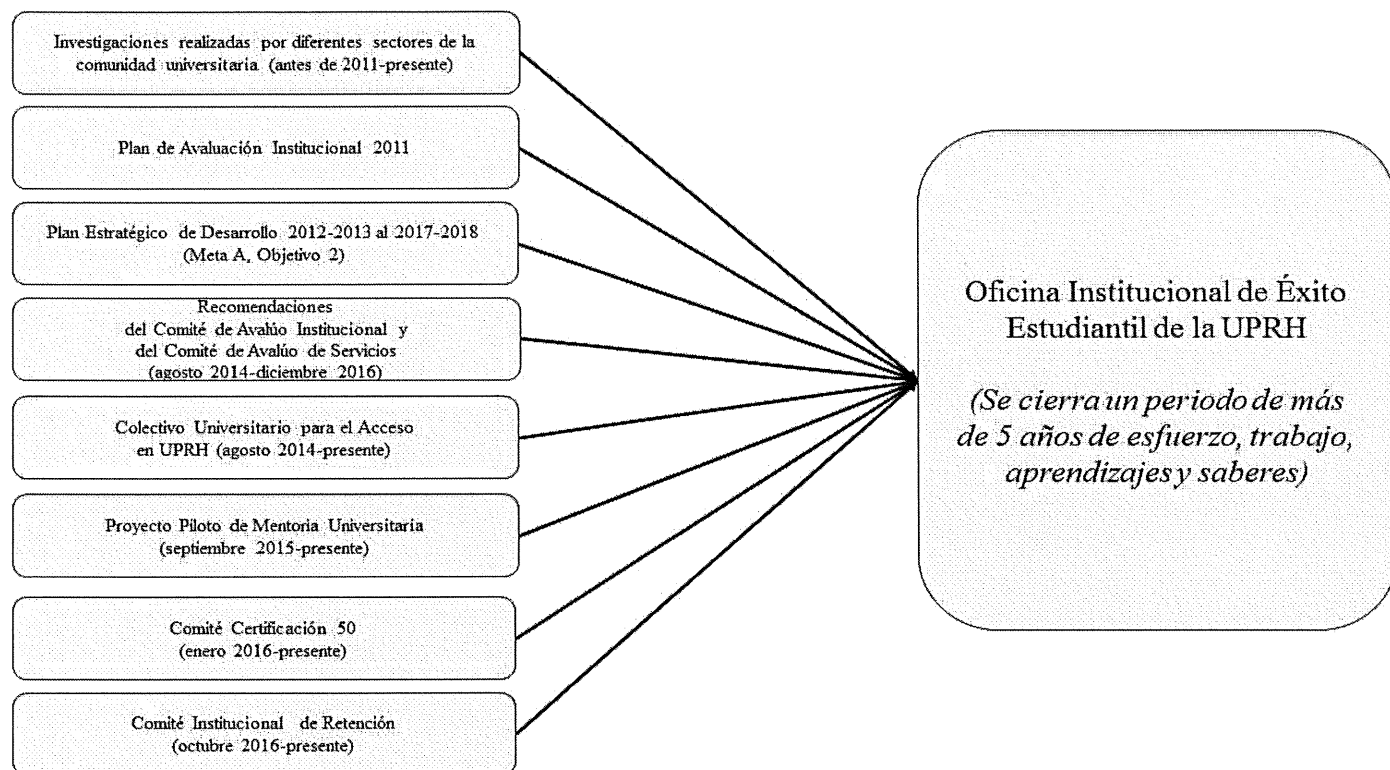 Investigaciones realizadas por diferentes sectores de la
comunidad universitaria (antes de 2011-presente)
Plan de Avaluación Institucional 2011
Plan Estratégico de Desarrollo 2012-2013 al 2017-2018
(Meta A, Objetivo 2)
Recomendaciones
del Comité de Avalúo Institucional y
del Comité de Avalúo de Servicios
(agosto 2014-diciembre 2016)
Colectivo Universitario para el Acceso
en UPRH (agosto 2014-presente)
Proyecto Piloto de Mentoria Universitaria
(septiembre 2015-presente)
Comité Certificación 50
(enero 2016-presente)
Comité Institucional de Retención
(octubre 2016-presente)
Oficina Institucional de Éxito
Estudiantil de la UPRH
(Se cierra un periodo de más
de 5 años de esfuerzo, trabajo,
aprendizajes y saberes)